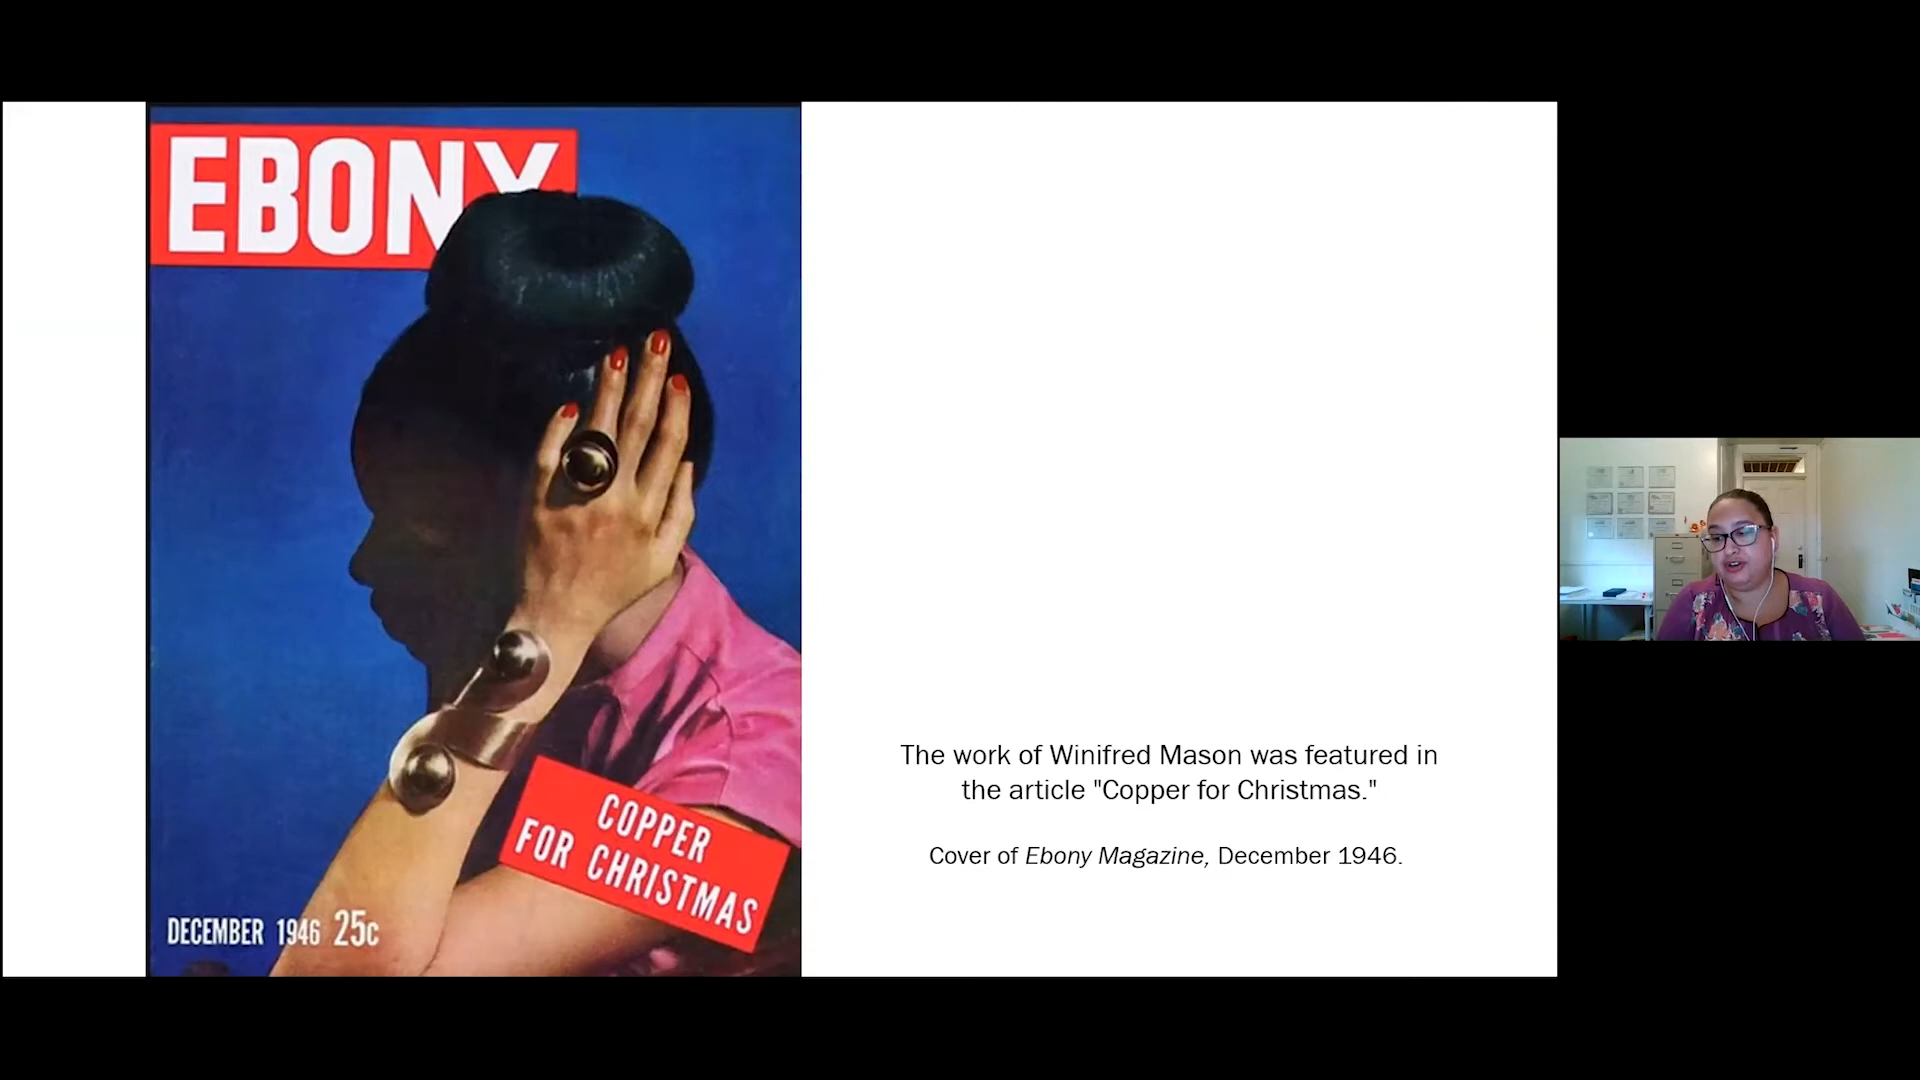 EBONY
COPPER
FOR CHRISTMAS
DECEMBER 1946 25c
The work of Winifred Mason was featured in
the article "Copper for Christmas."
Cover of Ebony Magazine, December 1946.